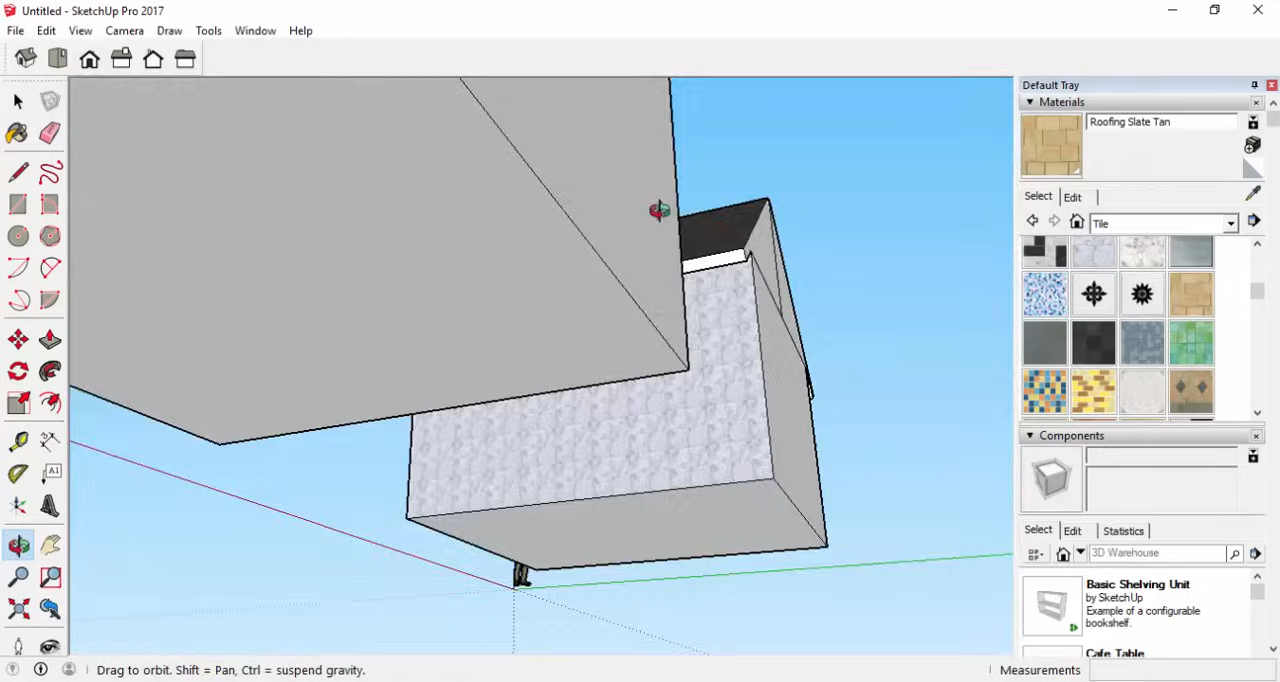 Untitled - SketchUp Pro 2017
File Edit View Camera Draw Tools Window Help
Default Tray
Materials
Roofing Slate Tan
Select Edit
Tile
Components
Select Edit Statistics
3D Warehouse
Basic Shelving Unit
by SketchUp
Example of a configurable
bookshelf.
Cafe Table
A1
Drag to orbit. Shift = Pan, Ctrl = suspend gravity.
Measurements